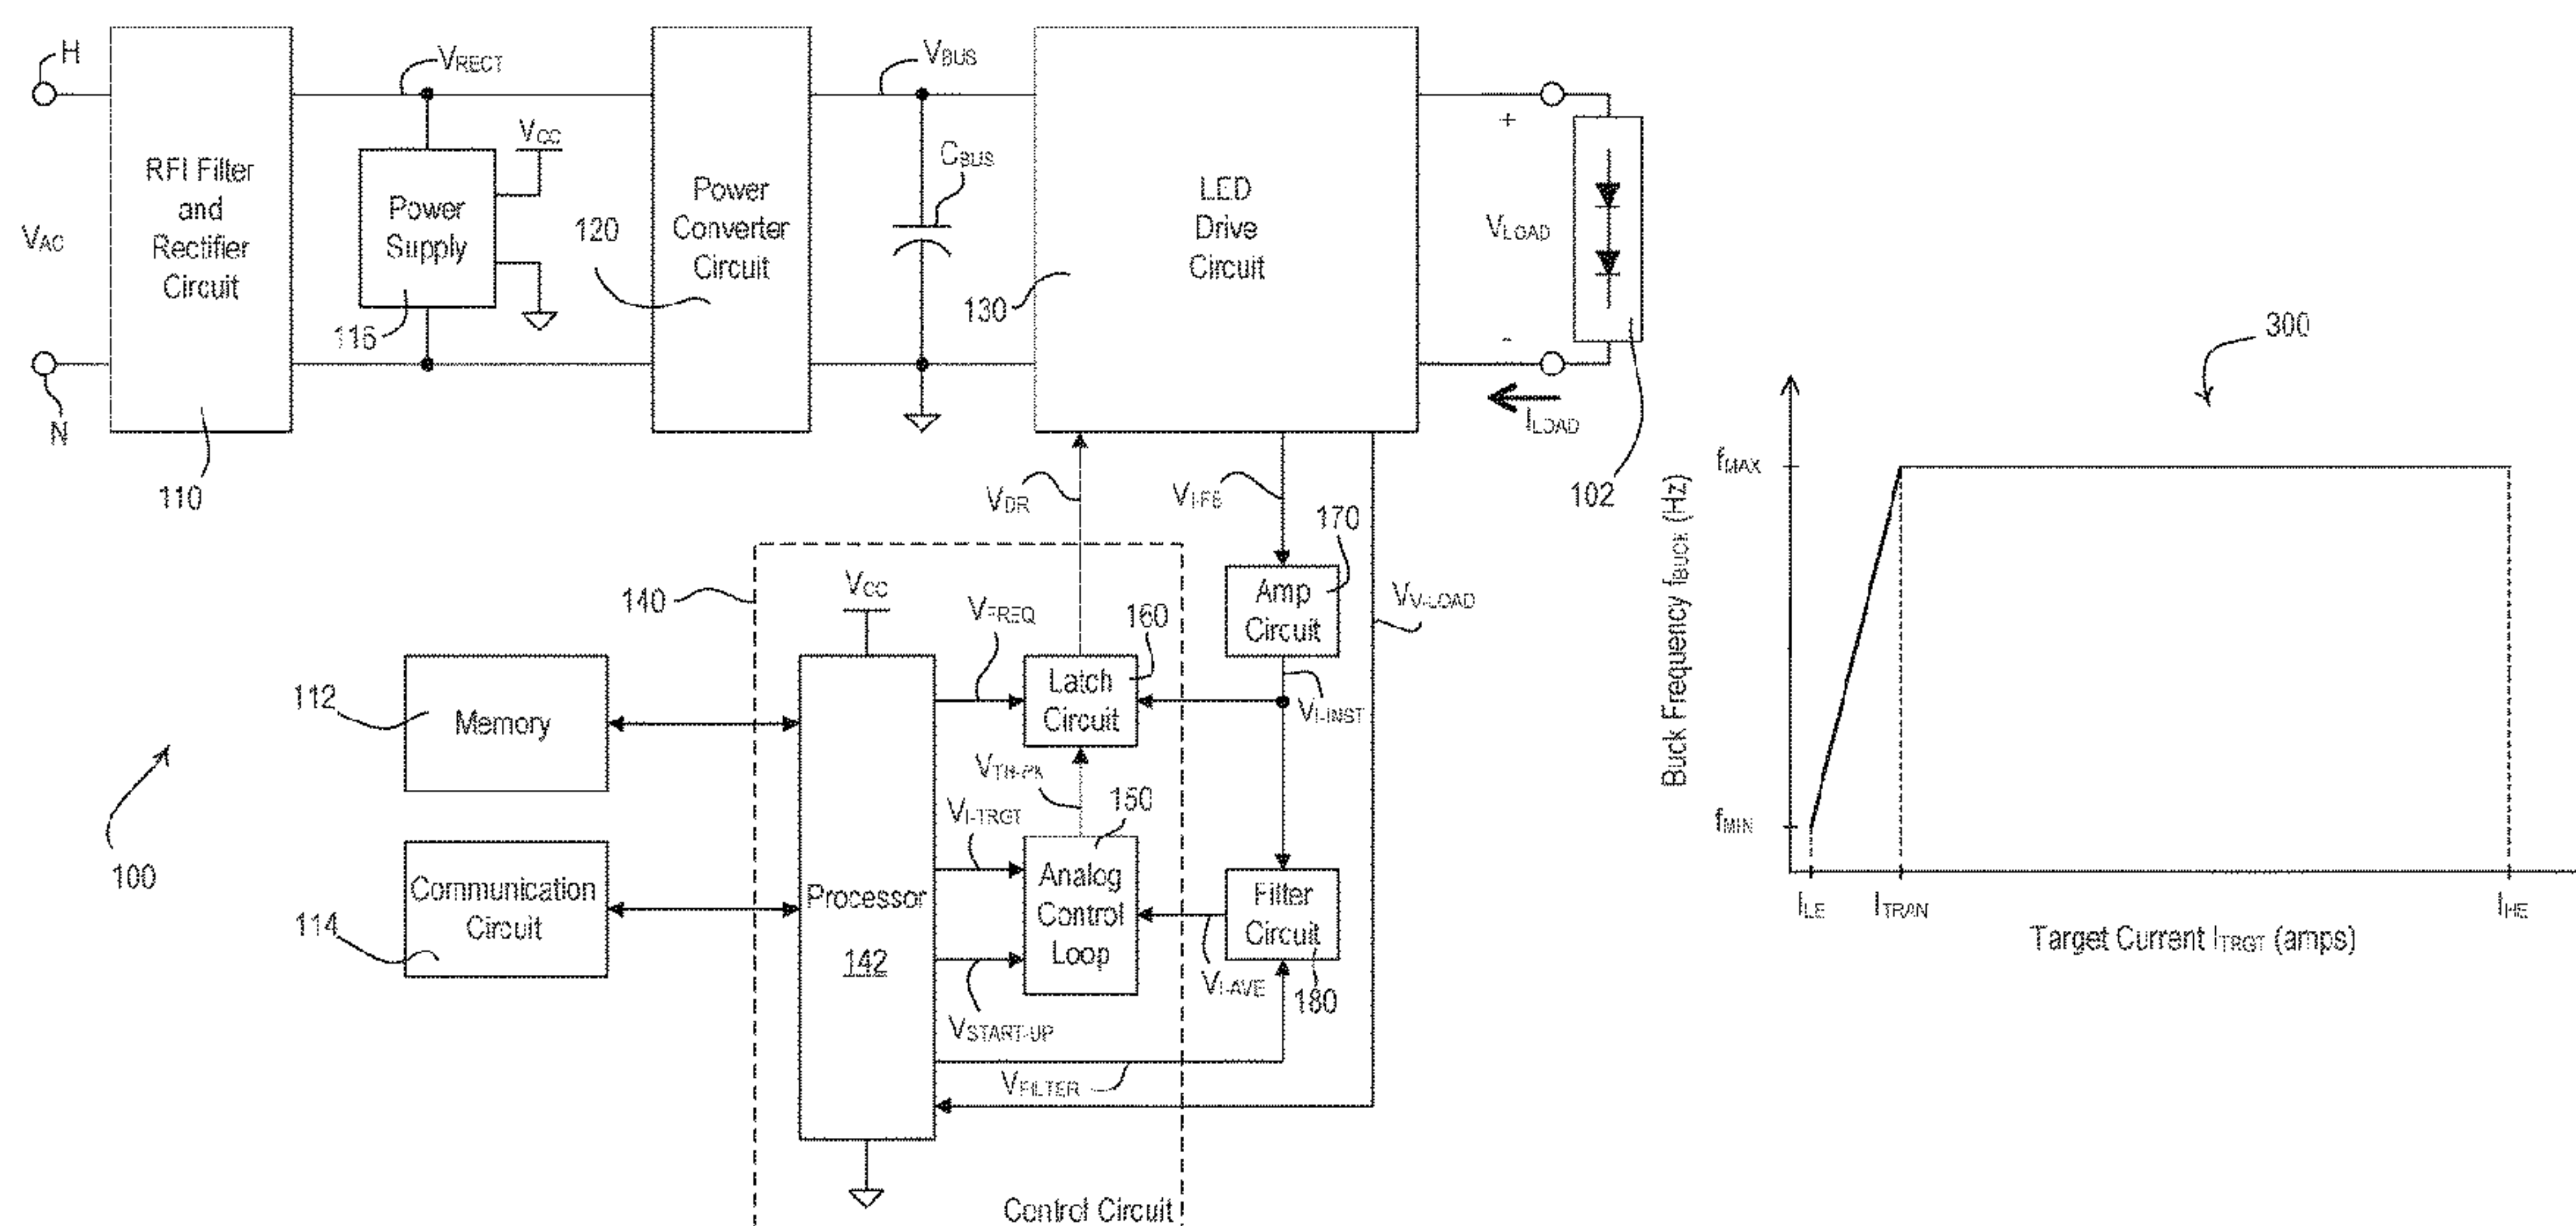 H
VRECT
VBUS
VCC
CBUS
RFI Filter
and
Rectifier
Circuit
Power
Supply
Power
Converter
Circuit
LED
Drive
Circuit
+
VAC
120
VLOAD
116
130
-
300
N
ILOAD
110
102
VDR
VI-FB
170
fMAX
Buck Frequency fBUCK (Hz)
fMIN
140
VCC
VFREQ
160
Amp
Circuit
VV-LOAD
112
Memory
Latch
Circuit
VI-INST
VTH-PK
VI-TRGT
150
100
Communication
Circuit
114
Processor
142
Analog
Control
Loop
Filter
Circuit
VI-AVE
180
ILE
ITRAN
IHE
Target Current ITRGT (amps)
VSTART-UP
VFILTER
Control Circuit